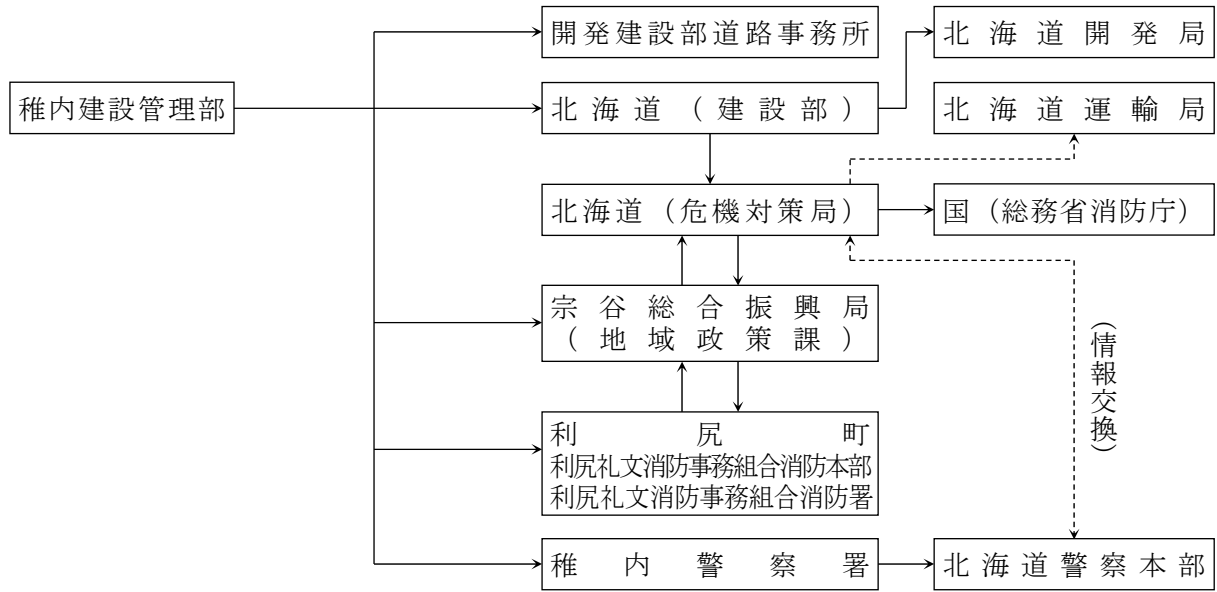 開発建設部道路事務所
北海道開発局
稚内建設管理部
北海道（建設部）
北海道運輸局
北海道（危機対策局）
国（総務省消防庁）
宗谷総合振興局
（地域政策課）
（情報交換）
利尻町
利尻礼文消防事務組合消防本部
利尻礼文消防事務組合消防署
稚内警察署
北海道警察本部